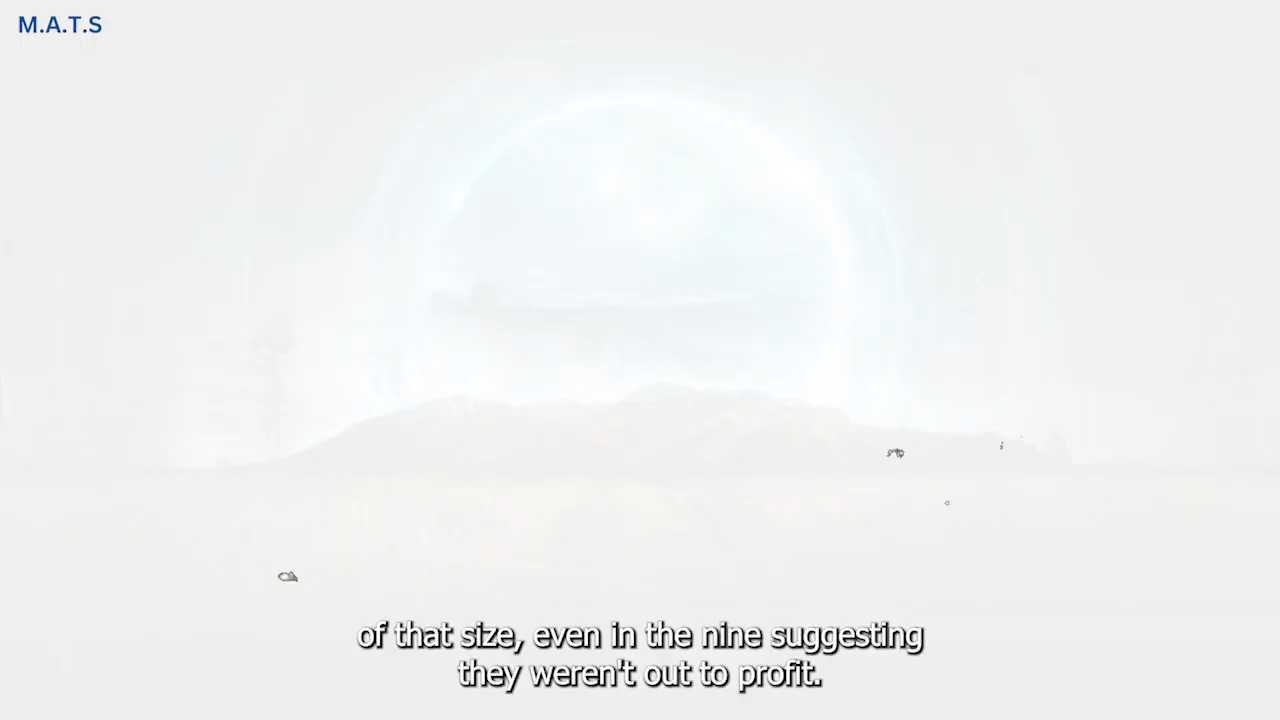 M.A.T.S
of that size, even in the nine suggesting
they weren't out to profit.